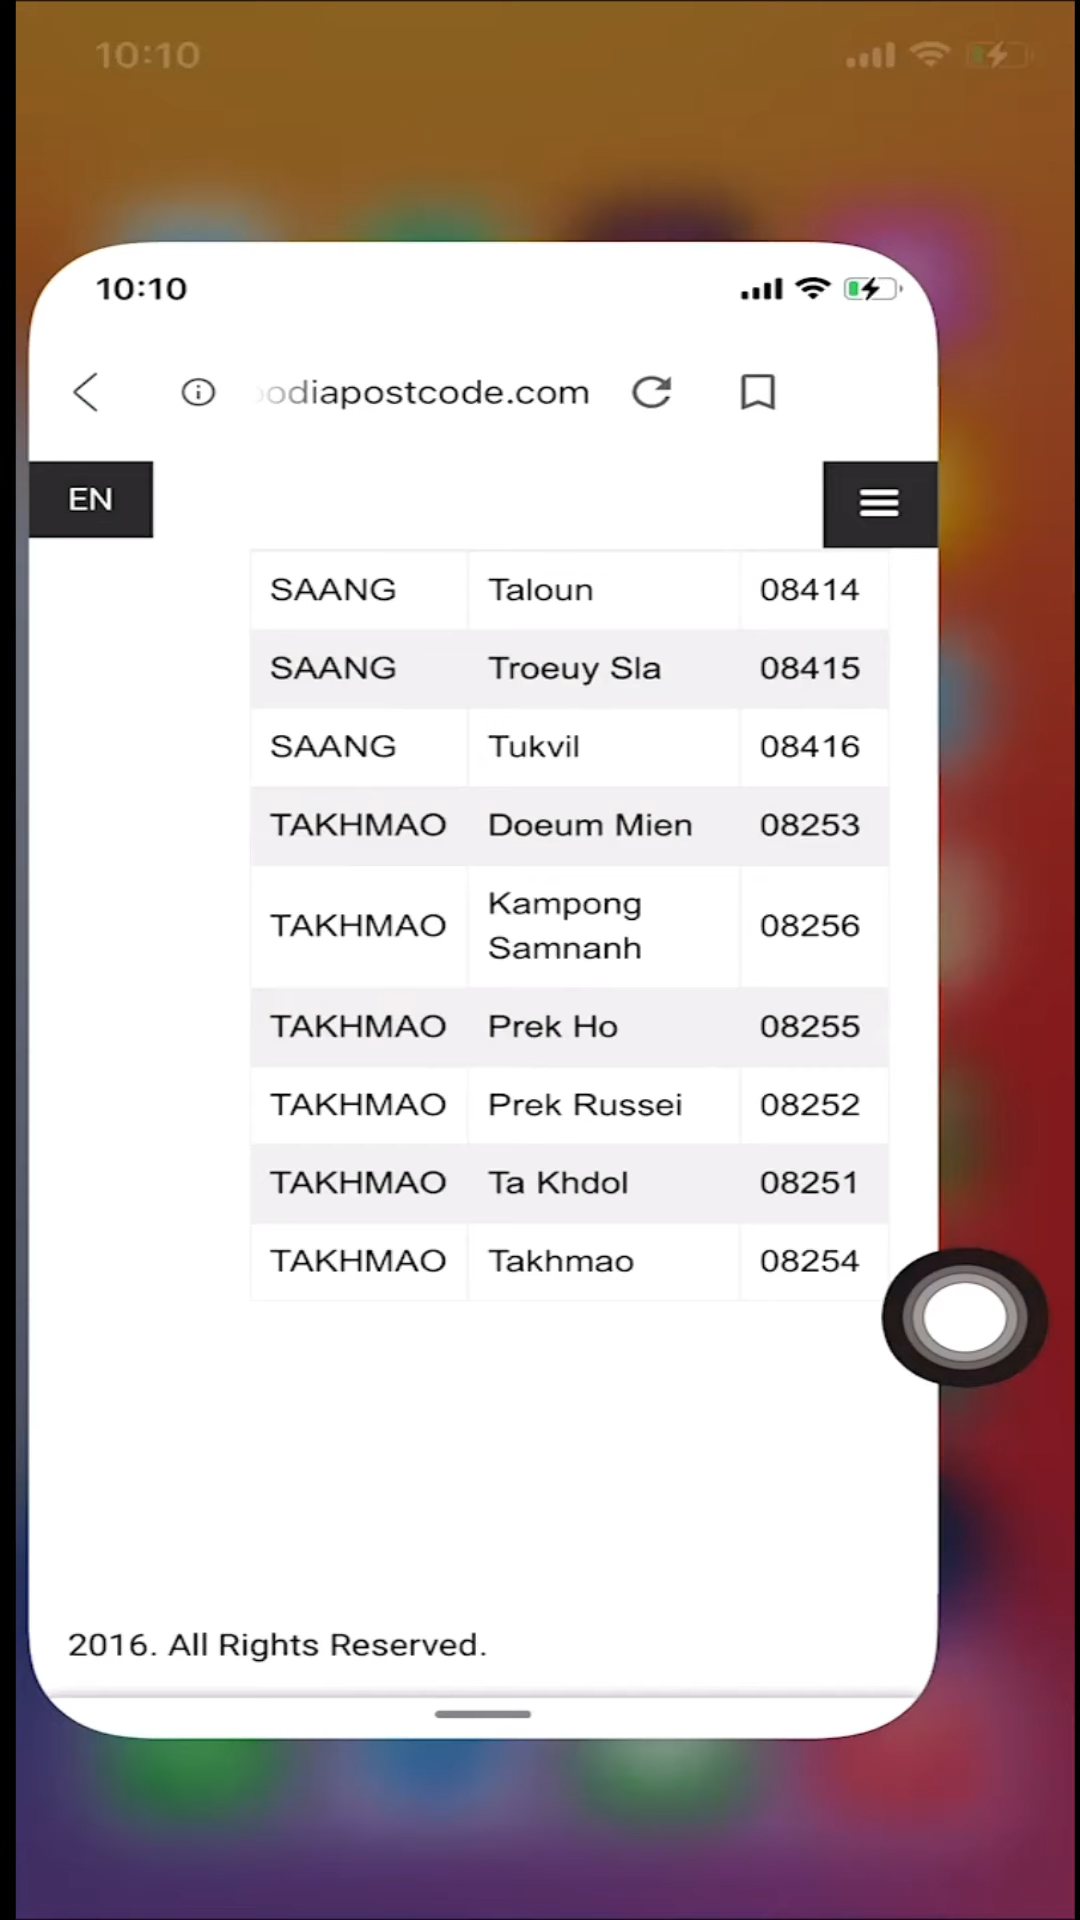 10:10
10:10
odiapostcode.com
EN
SAANG Taloun 08414
SAANG Troeuy Sla 08415
SAANG Tukvil 08416
TAKHMAO Doeum Mien 08253
TAKHMAO Kampong Samnanh 08256
TAKHMAO Prek Ho 08255
TAKHMAO Prek Russei 08252
TAKHMAO Ta Khdol 08251
TAKHMAO Takhmao 08254
2016. All Rights Reserved.